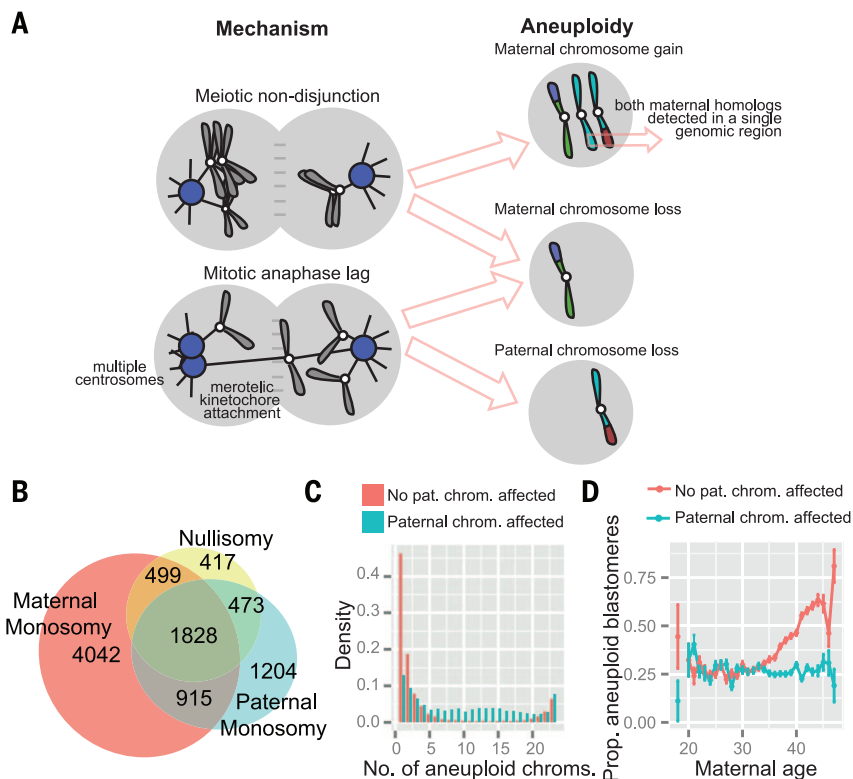 A
Mechanism
Aneuploidy
Maternal chromosome gain
Meiotic non-disjunction
both maternal homologs
detected in a single
genomic region
Maternal chromosome loss
Mitotic anaphase lag
multiple
centrosomes
merotelic
kinetochore
attachment
Paternal chromosome loss
B
Nullisomy
417
499
473
Maternal
Monosomy
4042
1828
1204
915
Paternal
Monosomy
C
No pat. chrom. affected
Paternal chrom. affected
Density
0.4
0.3
0.2
0.1
0.0
0 5 10 15 20
No. of aneuploid chroms.
D
No pat. chrom. affected
Paternal chrom. affected
Prop. aneuploid blastomeres
0.75
0.50
0.25
0.00
20 30 40
Maternal age